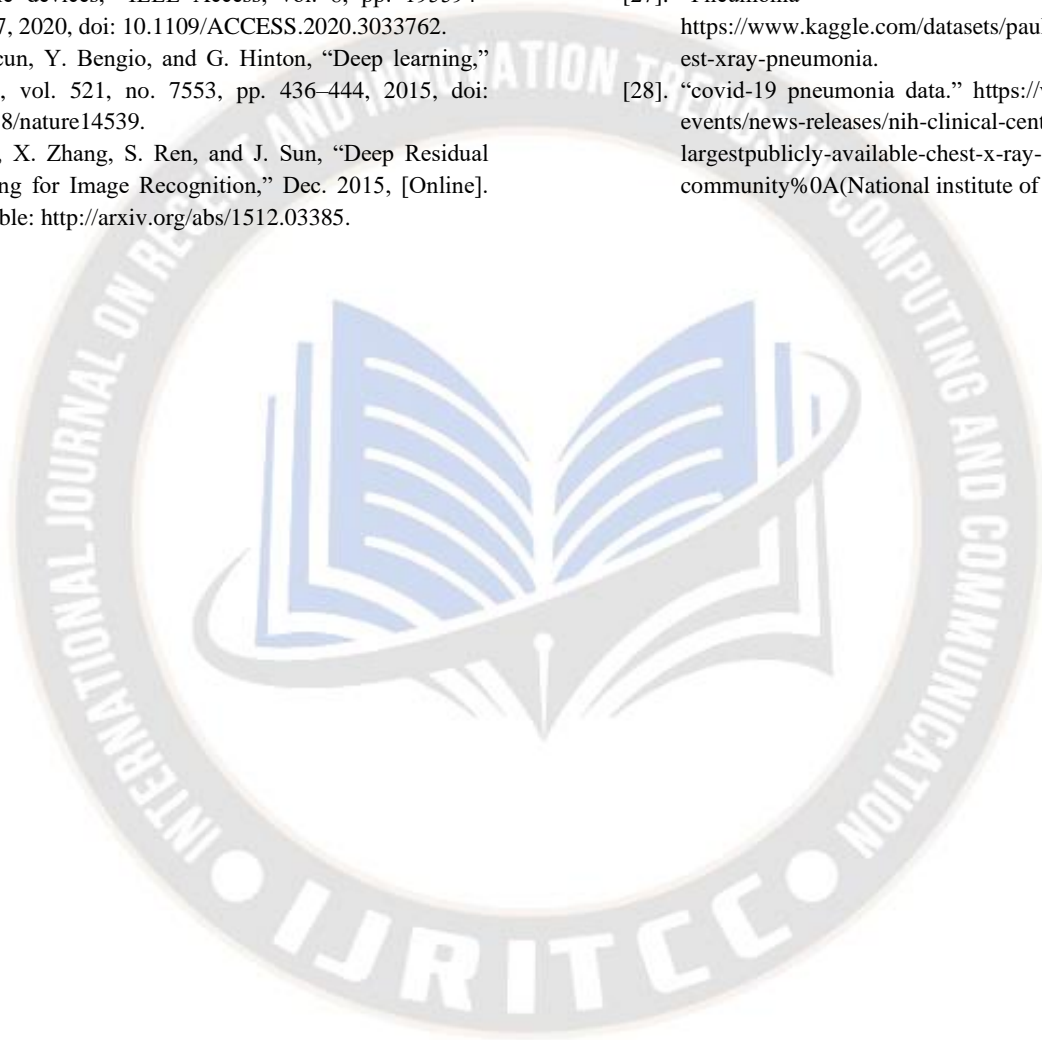 7, 2020, doi: 10.1109/ACCESS.2020.3033762.
cun, Y. Bengio, and G. Hinton, “Deep learning,”
, vol. 521, no. 7553, pp. 436–444, 2015, doi:
8/nature14539.
, X. Zhang, S. Ren, and J. Sun, “Deep Residual
ng for Image Recognition,” Dec. 2015, [Online].
ble: http://arxiv.org/abs/1512.03385.
https://www.kaggle.com/datasets/paul
est-xray-pneumonia.
[28]. “covid-19 pneumonia data.” https://
events/news-releases/nih-clinical-cent
largestpublicly-available-chest-x-ray-
community%0A(National institute of
INTERNATIONAL JOURNAL ON RECENT AND INNOVATION TRENDS IN COMPUTING AND COMMUNICATION
IJRITCC